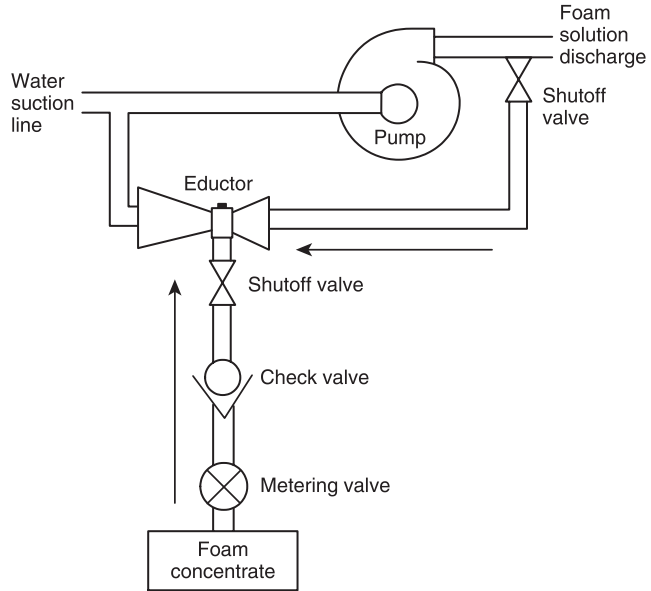 Foam
solution
discharge
Water
suction
line
Shutoff
valve
Pump
Eductor
Shutoff valve
Check valve
Metering valve
Foam
concentrate